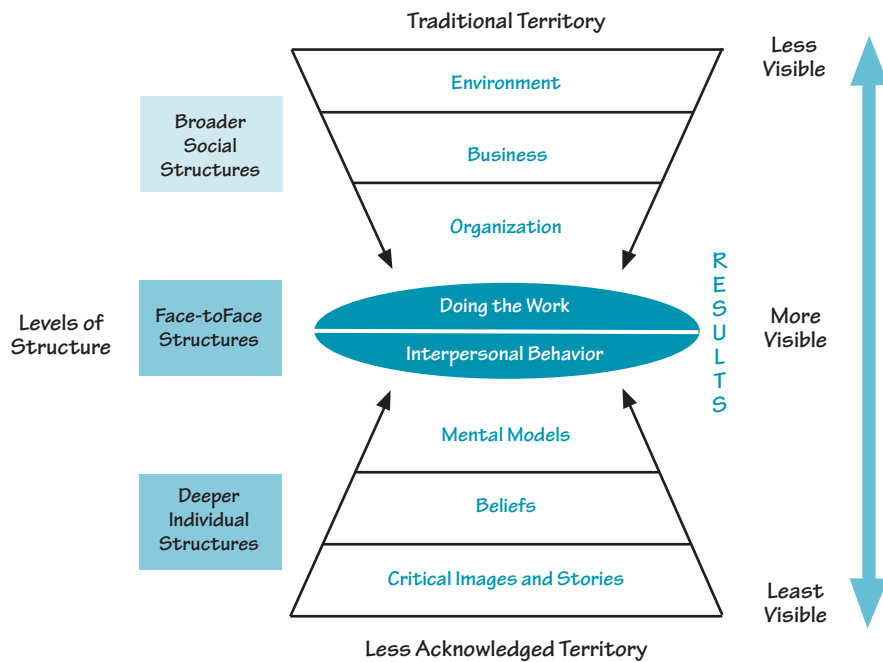 Traditional Territory
Less
Visible
Environment
Broader
Social
Structures
Business
Organization
Levels of
Structure
Face-toFace
Structures
Doing the Work
Interpersonal Behavior
RESULTS
More
Visible
Mental Models
Deeper
Individual
Structures
Beliefs
Critical Images and Stories
Least
Visible
Less Acknowledged Territory